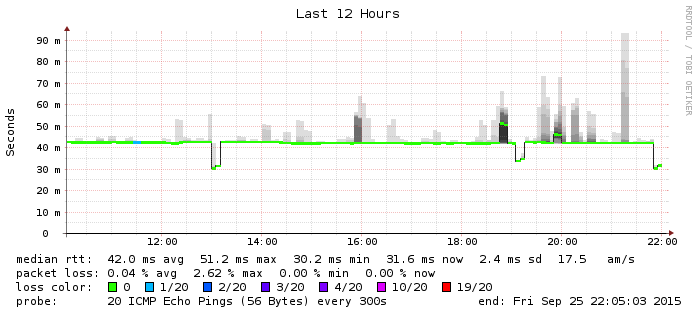 Last 12 Hours
RRDTOOL / TOBI OETIKER
Seconds
90 m
80 m
70 m
60 m
50 m
40 m
30 m
20 m
10 m
0
12:00 14:00 16:00 18:00 20:00 22:00
median rtt: 42.0 ms avg 51.2 ms max 30.2 ms min 31.6 ms now 2.4 ms sd 17.5 am/s
packet loss: 0.04 % avg 2.62 % max 0.00 % min 0.00 % now
loss color: 0 1/20 2/20 3/20 4/20 10/20 19/20
probe: 20 ICMP Echo Pings (56 Bytes) every 300s end: Fri Sep 25 22:05:03 2015